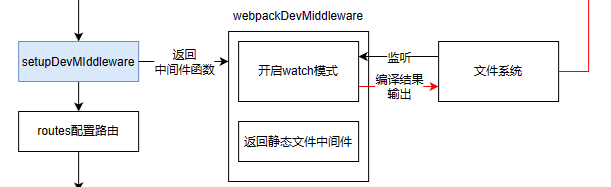 webpackDevMiddleware
setupDevMIddleware
返回
中间件函数
开启watch模式
监听
编译结果
输出
文件系统
routes配置路由
返回静态文件中间件